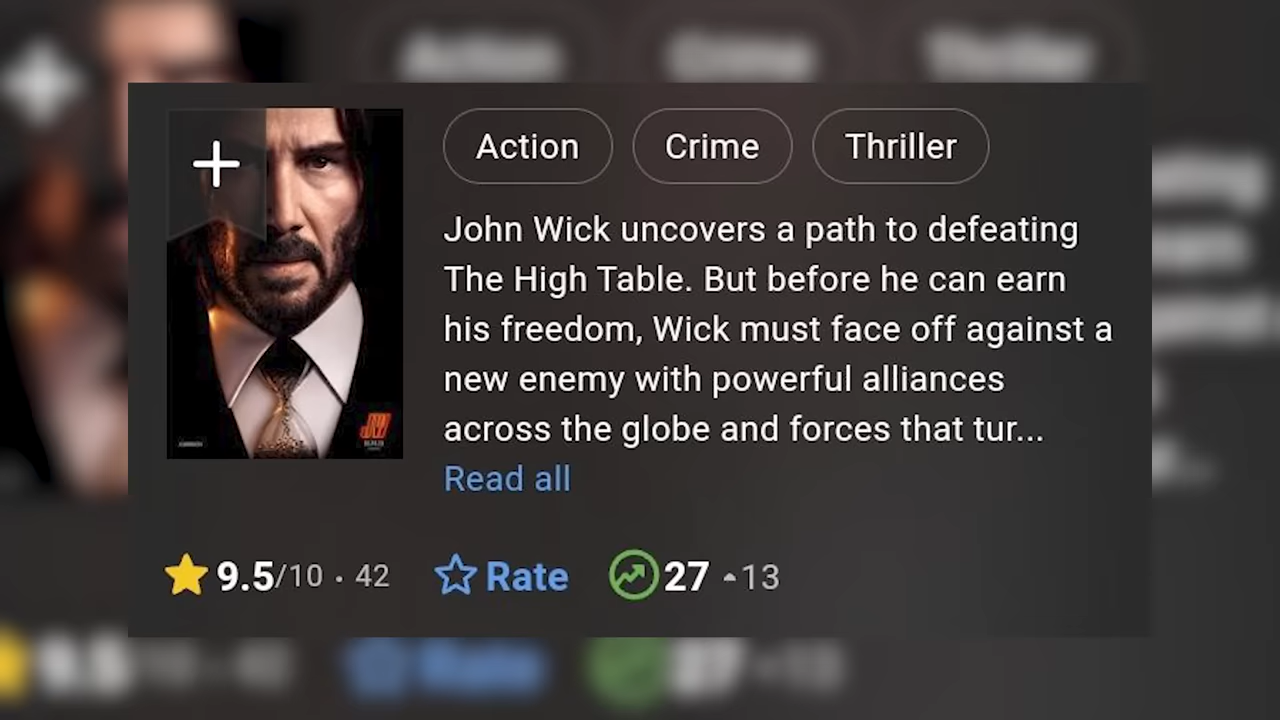 Action Crime Thriller
John Wick uncovers a path to defeating
The High Table. But before he can earn
his freedom, Wick must face off against a
new enemy with powerful alliances
across the globe and forces that tur...
Read all
9.5/10 · 42 Rate 27 13